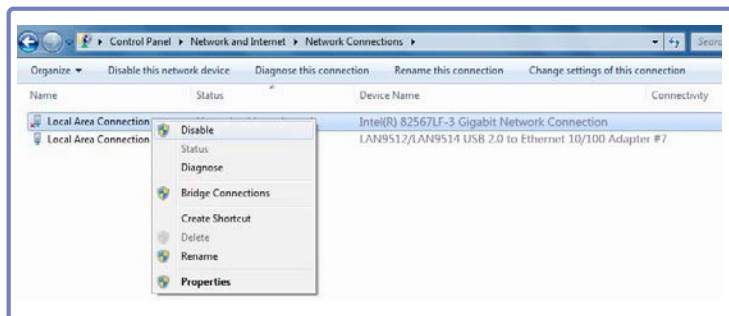 Control Panel ▸ Network and Internet ▸ Network Connections ▸
Organize ▾ Disable this network device Diagnose this connection Rename this connection Change settings of this connection
Name Status Device Name Connectivity
Local Area Connection Intel(R) 82567LF-3 Gigabit Network Connection
Local Area Connection LAN9512/LAN9514 USB 2.0 to Ethernet 10/100 Adapter #7
Disable
Status
Diagnose
Bridge Connections
Create Shortcut
Delete
Rename
Properties